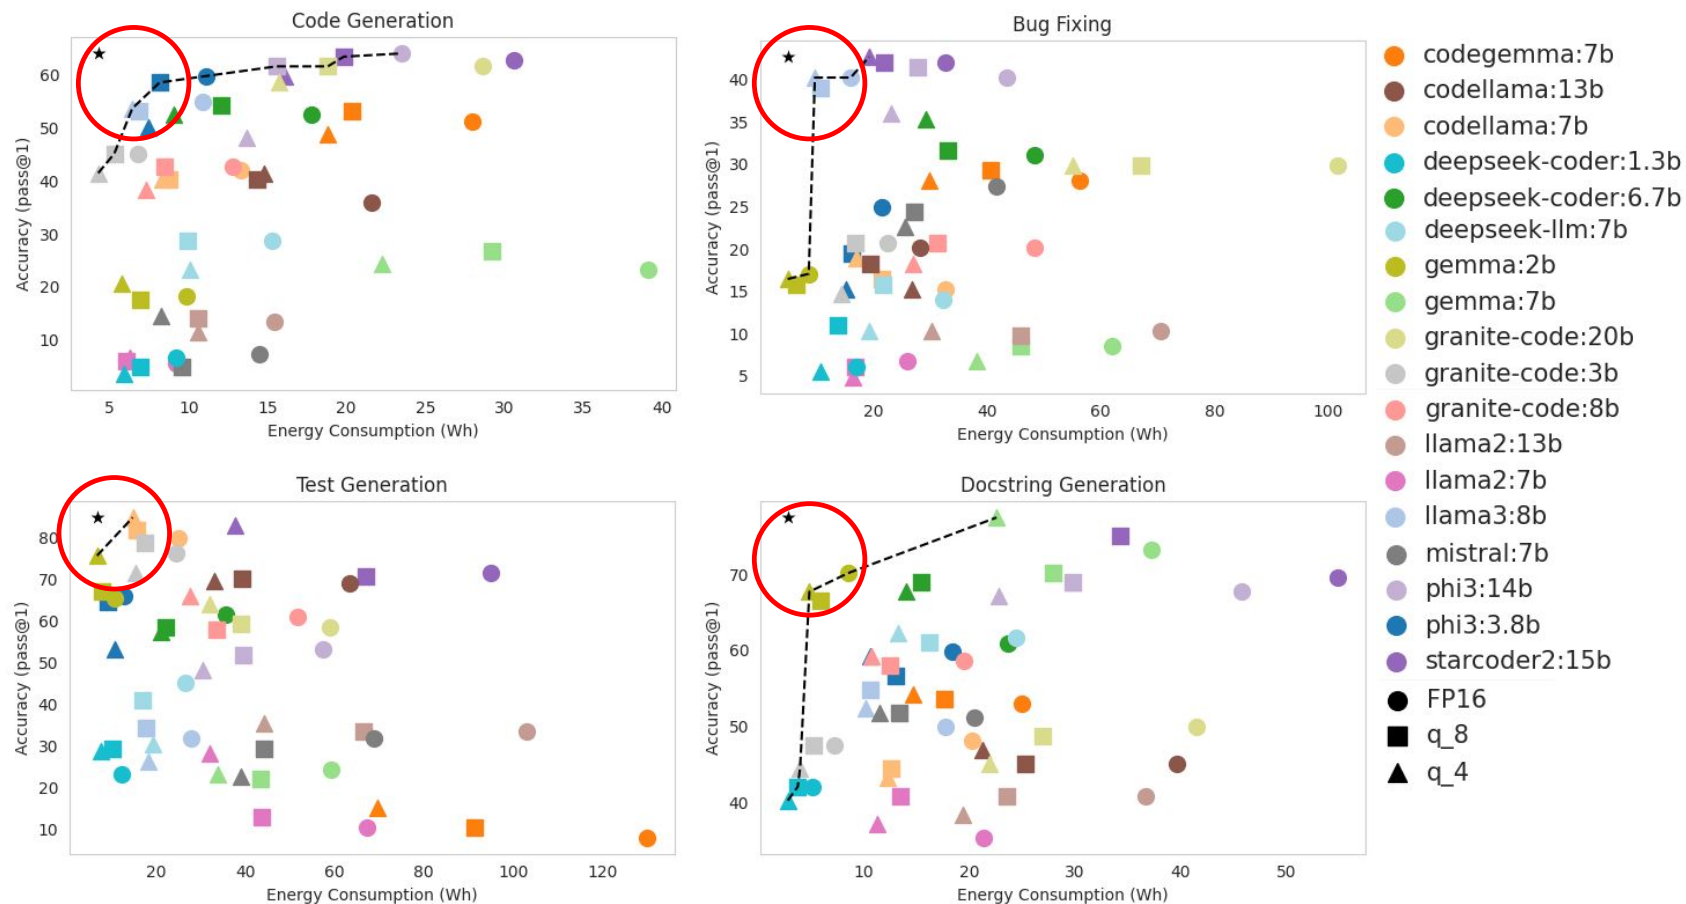 Code Generation
Accuracy (pass@1)
60
50
40
30
20
10
5 10 15 20 25 30 35 40
Energy Consumption (Wh)
Bug Fixing
Accuracy (pass@1)
40
35
30
25
20
15
10
5
20 40 60 80 100
Energy Consumption (Wh)
Test Generation
Accuracy (pass@1)
80
70
60
50
40
30
20
10
20 40 60 80 100 120
Energy Consumption (Wh)
Docstring Generation
Accuracy (pass@1)
70
60
50
40
10 20 30 40 50
Energy Consumption (Wh)
codegemma:7b
codellama:13b
codellama:7b
deepseek-coder:1.3b
deepseek-coder:6.7b
deepseek-llm:7b
gemma:2b
gemma:7b
granite-code:20b
granite-code:3b
granite-code:8b
llama2:13b
llama2:7b
llama3:8b
mistral:7b
phi3:14b
phi3:3.8b
starcoder2:15b
FP16
q_8
q_4